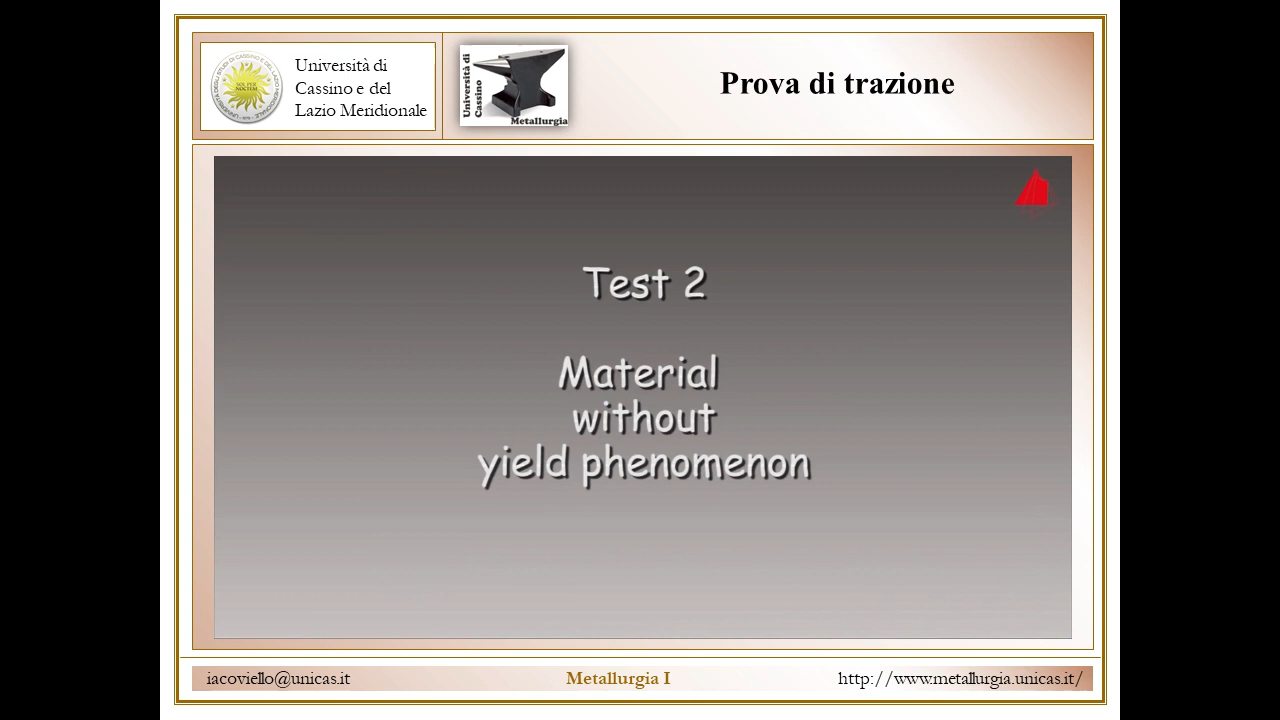 Università di
Cassino e del
Lazio Meridionale
Università di
Cassino
Metallurgia
Prova di trazione
Test 2
Material
without
yield phenomenon
iacoviello@unicas.it
Metallurgia I
http://www.metallurgia.unicas.it/